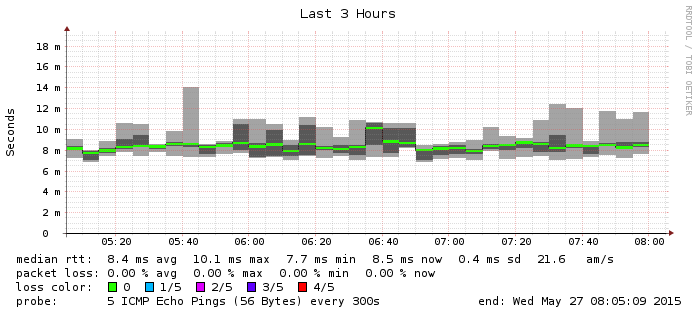 Last 3 Hours
RRDTOOL / TOBI OETIKER
Seconds
18 m
16 m
14 m
12 m
10 m
8 m
6 m
4 m
2 m
0
05:20 05:40 06:00 06:20 06:40 07:00 07:20 07:40 08:00
median rtt: 8.4 ms avg 10.1 ms max 7.7 ms min 8.5 ms now 0.4 ms sd 21.6 am/s
packet loss: 0.00 % avg 0.00 % max 0.00 % min 0.00 % now
loss color: 0 1/5 2/5 3/5 4/5
probe: 5 ICMP Echo Pings (56 Bytes) every 300s end: Wed May 27 08:05:09 2015